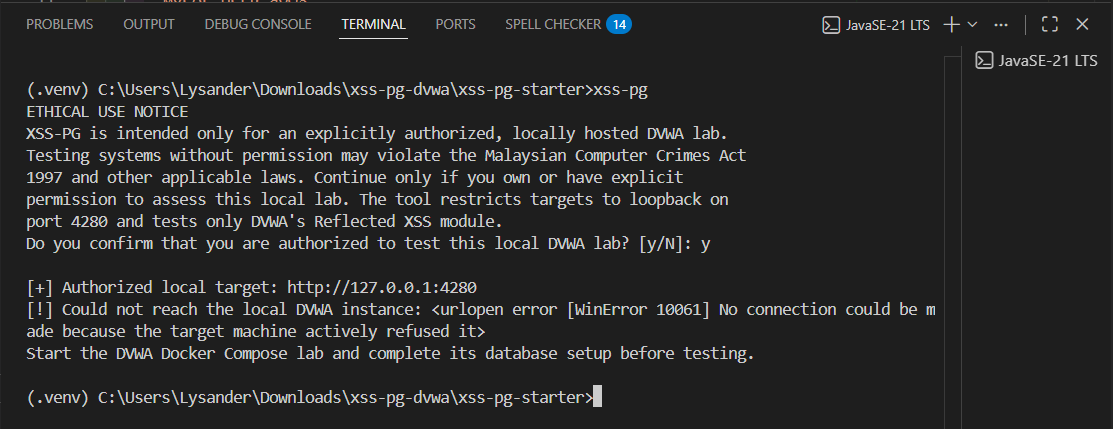 PROBLEMS OUTPUT DEBUG CONSOLE TERMINAL PORTS SPELL CHECKER 14 JavaSE-21 LTS
JavaSE-21 LTS
(.venv) C:\Users\Lysander\Downloads\xss-pg-dvwa\xss-pg-starter>xss-pg
ETHICAL USE NOTICE
XSS-PG is intended only for an explicitly authorized, locally hosted DVWA lab.
Testing systems without permission may violate the Malaysian Computer Crimes Act
1997 and other applicable laws. Continue only if you own or have explicit
permission to assess this local lab. The tool restricts targets to loopback on
port 4280 and tests only DVWA's Reflected XSS module.
Do you confirm that you are authorized to test this local DVWA lab? [y/N]: y
[+] Authorized local target: http://127.0.0.1:4280
[!] Could not reach the local DVWA instance: <urlopen error [WinError 10061] No connection could be m
ade because the target machine actively refused it>
Start the DVWA Docker Compose lab and complete its database setup before testing.
(.venv) C:\Users\Lysander\Downloads\xss-pg-dvwa\xss-pg-starter>